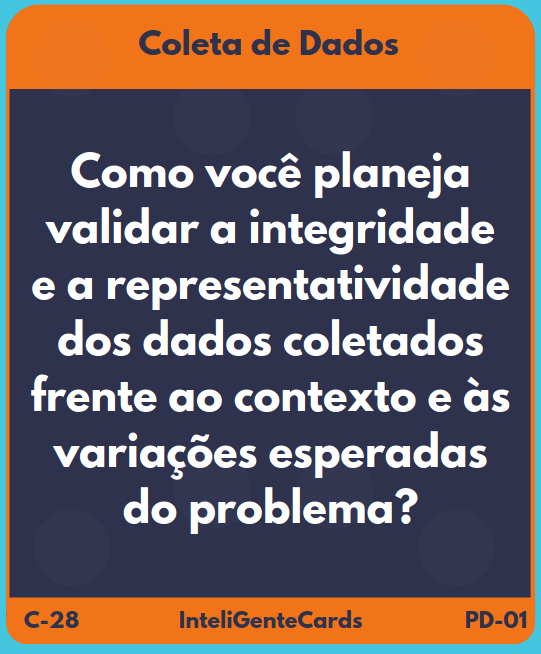 Coleta de Dados
Como você planeja
validar a integridade
e a representatividade
dos dados coletados
frente ao contexto e às
variações esperadas
do problema?
C-28 InteliGenteCards PD-01